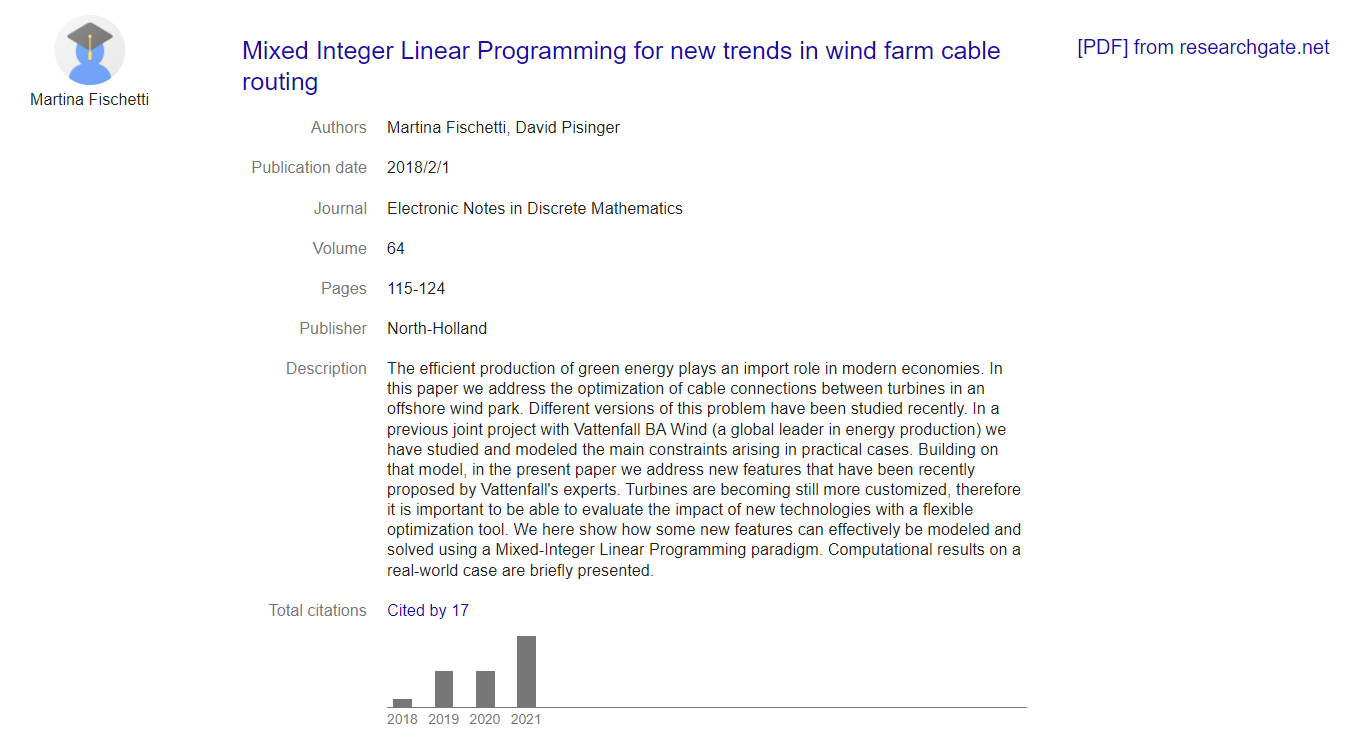 Martina Fischetti
Mixed Integer Linear Programming for new trends in wind farm cable
routing
[PDF] from researchgate.net
Authors Martina Fischetti, David Pisinger
Publication date 2018/2/1
Journal Electronic Notes in Discrete Mathematics
Volume 64
Pages 115-124
Publisher North-Holland
Description The efficient production of green energy plays an import role in modern economies. In
this paper we address the optimization of cable connections between turbines in an
offshore wind park. Different versions of this problem have been studied recently. In a
previous joint project with Vattenfall BA Wind (a global leader in energy production) we
have studied and modeled the main constraints arising in practical cases. Building on
that model, in the present paper we address new features that have been recently
proposed by Vattenfall's experts. Turbines are becoming still more customized, therefore
it is important to be able to evaluate the impact of new technologies with a flexible
optimization tool. We here show how some new features can effectively be modeled and
solved using a Mixed-Integer Linear Programming paradigm. Computational results on a
real-world case are briefly presented.
Total citations Cited by 17
2018 2019 2020 2021